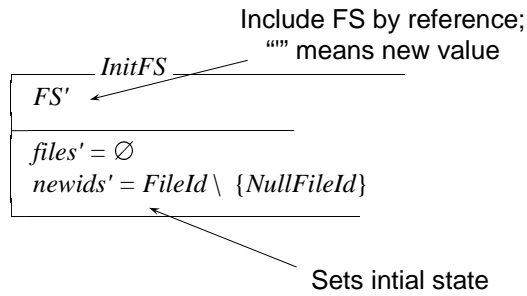 Include FS by reference;
“'” means new value
InitFS
FS'
files' = ∅
newids' = FileId \ {NullFileId}
Sets intial state